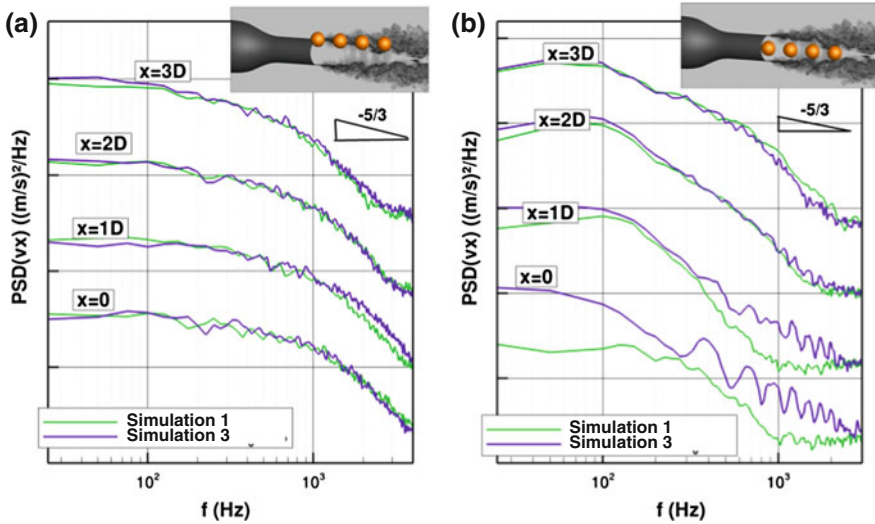 (a)
x=3D
-5/3
x=2D
x=1D
x=0
PSD(vx) ((m/s)²/Hz)
Simulation 1
Simulation 3
10²
10³
f (Hz)
(b)
x=3D
-5/3
x=2D
x=1D
x=0
PSD(vx) ((m/s)²/Hz)
Simulation 1
Simulation 3
10²
10³
f (Hz)